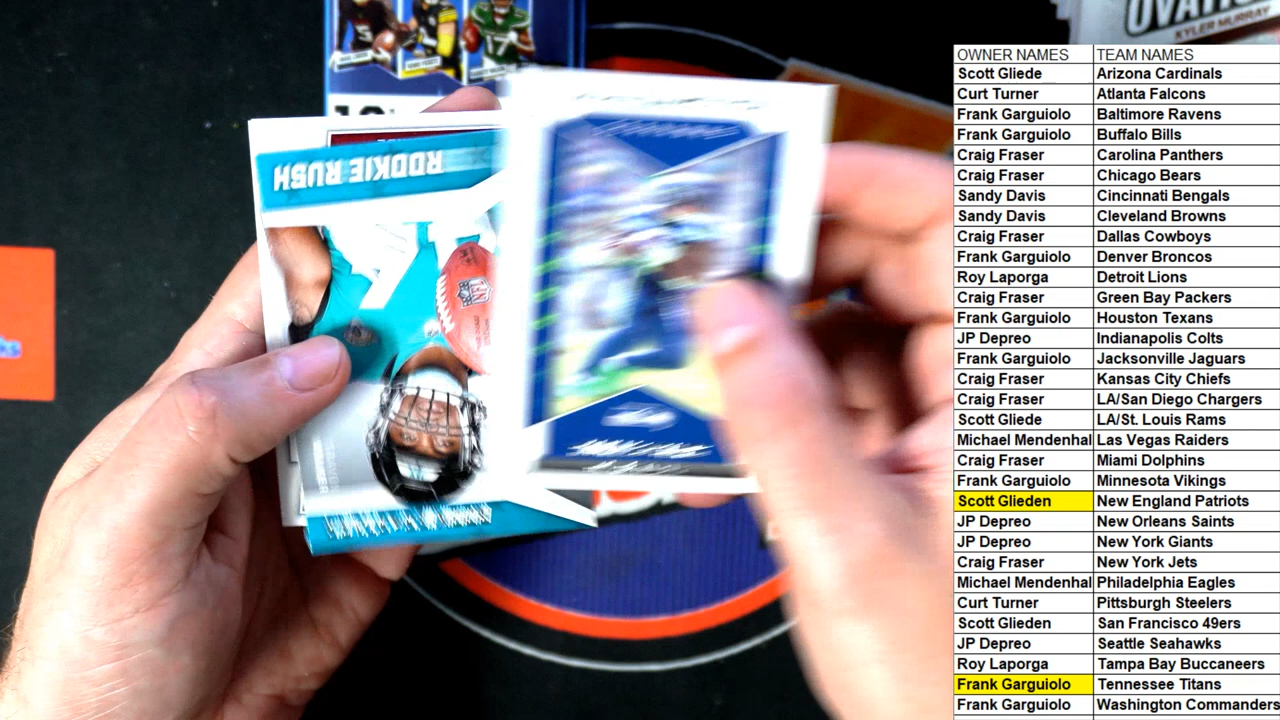 OVATI
KYLER MURRAY
17
ROOKIE RUSH
NFL
OWNER NAMES TEAM NAMES
Scott Gliede Arizona Cardinals
Curt Turner Atlanta Falcons
Frank Garguiolo Baltimore Ravens
Frank Garguiolo Buffalo Bills
Craig Fraser Carolina Panthers
Craig Fraser Chicago Bears
Sandy Davis Cincinnati Bengals
Sandy Davis Cleveland Browns
Craig Fraser Dallas Cowboys
Frank Garguiolo Denver Broncos
Roy Laporga Detroit Lions
Craig Fraser Green Bay Packers
Frank Garguiolo Houston Texans
JP Depreo Indianapolis Colts
Frank Garguiolo Jacksonville Jaguars
Craig Fraser Kansas City Chiefs
Craig Fraser LA/San Diego Chargers
Scott Gliede LA/St. Louis Rams
Michael Mendenhal Las Vegas Raiders
Craig Fraser Miami Dolphins
Frank Garguiolo Minnesota Vikings
Scott Glieden New England Patriots
JP Depreo New Orleans Saints
JP Depreo New York Giants
Craig Fraser New York Jets
Michael Mendenhal Philadelphia Eagles
Curt Turner Pittsburgh Steelers
Scott Glieden San Francisco 49ers
JP Depreo Seattle Seahawks
Roy Laporga Tampa Bay Buccaneers
Frank Garguiolo Tennessee Titans
Frank Garguiolo Washington Commanders